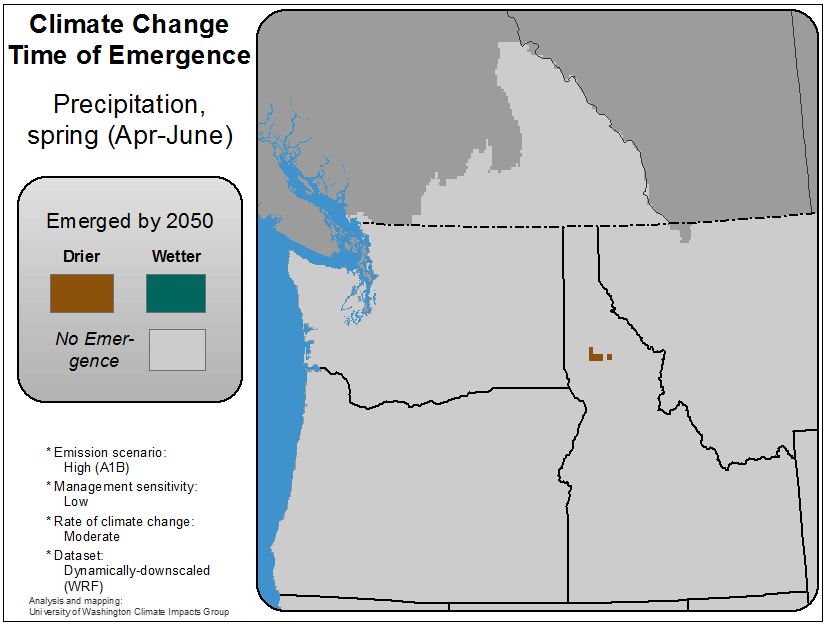 Climate Change
Time of Emergence
Precipitation,
spring (Apr-June)
Emerged by 2050
Drier Wetter
No Emer-
gence
* Emission scenario:
High (A1B)
* Management sensitivity:
Low
* Rate of climate change:
Moderate
* Dataset:
Dynamically-downscaled
(WRF)
Analysis and mapping:
University of Washington Climate Impacts Group